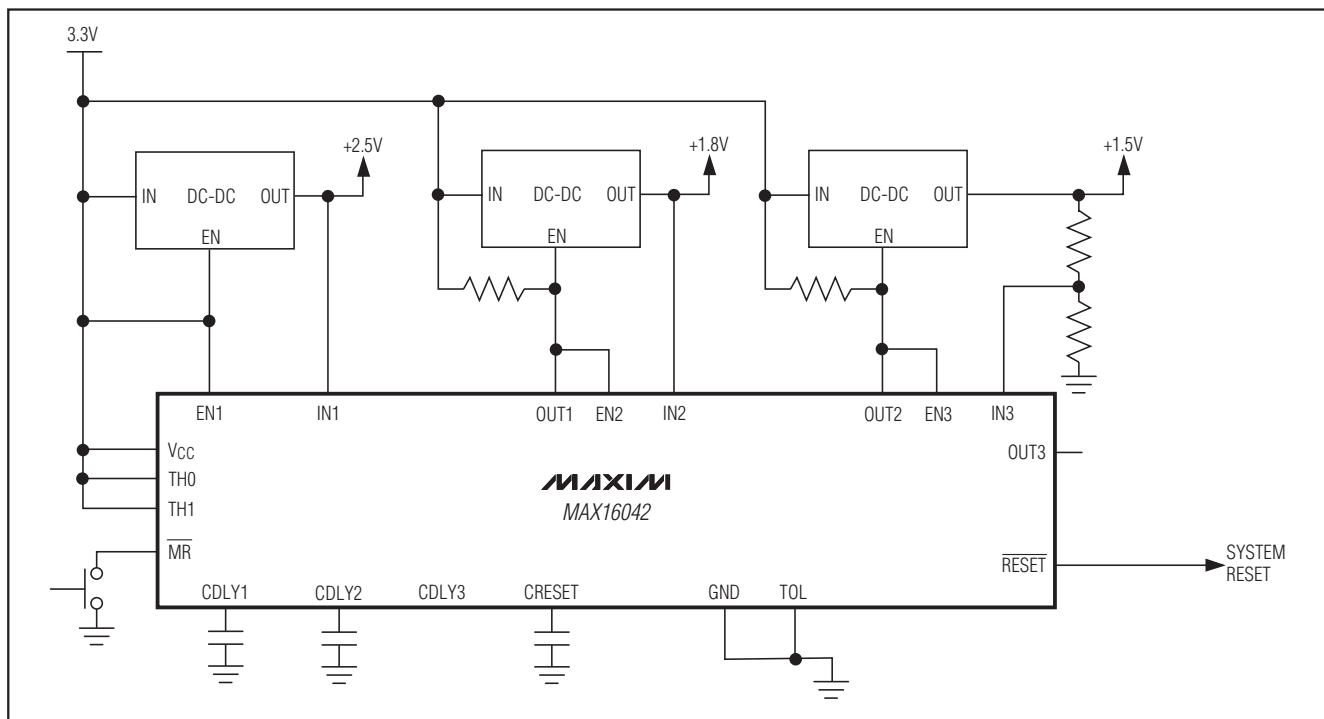 3.3V
+2.5V
+1.8V
+1.5V
IN DC-DC OUT
EN
IN DC-DC OUT
EN
IN DC-DC OUT
EN
EN1 IN1 OUT1 EN2 IN2 OUT2 EN3 IN3
VCC
TH0
TH1
MR
OUT3
MAXIM
MAX16042
RESET
SYSTEM
RESET
CDLY1 CDLY2 CDLY3 CRESET GND TOL